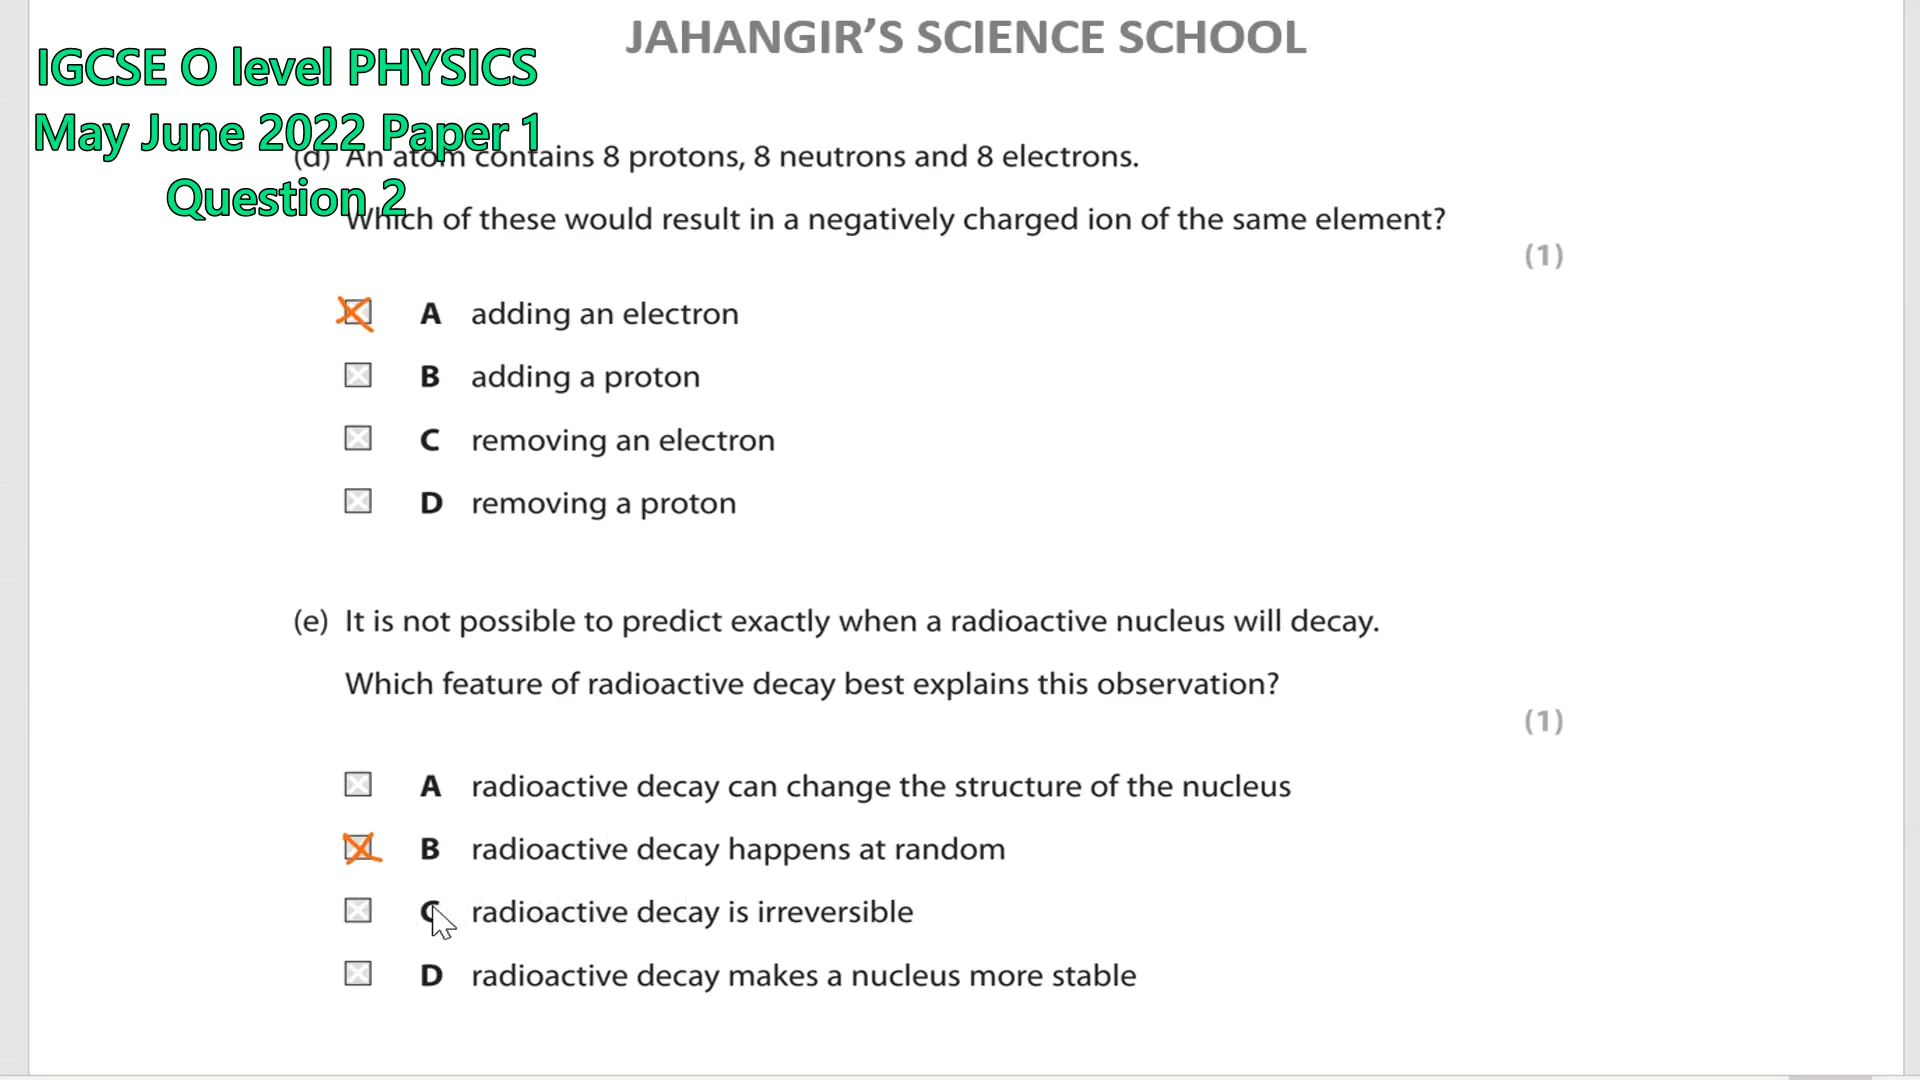 JAHANGIR'S SCIENCE SCHOOL
IGCSE O level PHYSICS
May June 2022 Paper 1
Question 2
(d) An atom contains 8 protons, 8 neutrons and 8 electrons.
Which of these would result in a negatively charged ion of the same element?
(1)
A adding an electron
B adding a proton
C removing an electron
D removing a proton
(e) It is not possible to predict exactly when a radioactive nucleus will decay.
Which feature of radioactive decay best explains this observation?
(1)
A radioactive decay can change the structure of the nucleus
B radioactive decay happens at random
C radioactive decay is irreversible
D radioactive decay makes a nucleus more stable